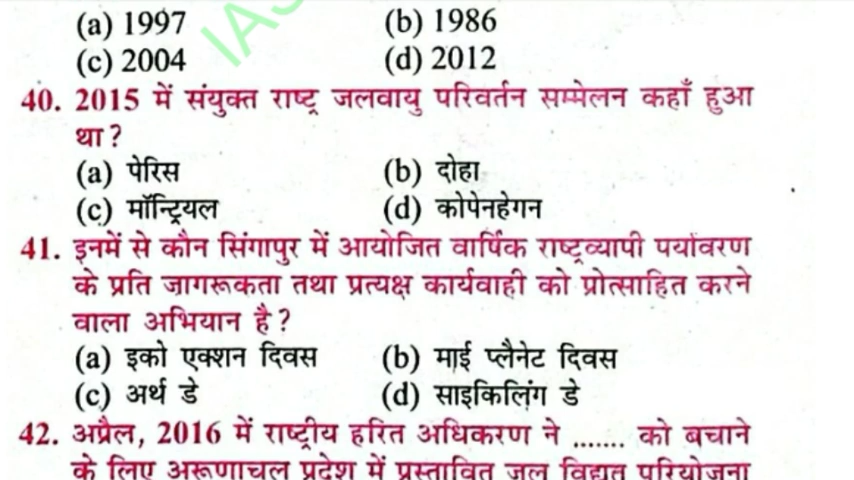 (a) 1997 (b) 1986
IAS
(c) 2004 (d) 2012
40. 2015 में संयुक्त राष्ट्र जलवायु परिवर्तन सम्मेलन कहाँ हुआ
था?
(a) पेरिस (b) दोहा
(c) मॉन्ट्रियल (d) कोपेनहेगन
41. इनमें से कौन सिंगापुर में आयोजित वार्षिक राष्ट्रव्यापी पर्यावरण
के प्रति जागरूकता तथा प्रत्यक्ष कार्यवाही को प्रोत्साहित करने
वाला अभियान है?
(a) इको एक्शन दिवस (b) माई प्लैनेट दिवस
(c) अर्थ डे (d) साइकिलिंग डे
42. अप्रैल, 2016 में राष्ट्रीय हरित अधिकरण ने ....... को बचाने
के लिए अरूणाचल प्रदेश में प्रस्तावित जल विद्युत परियोजना